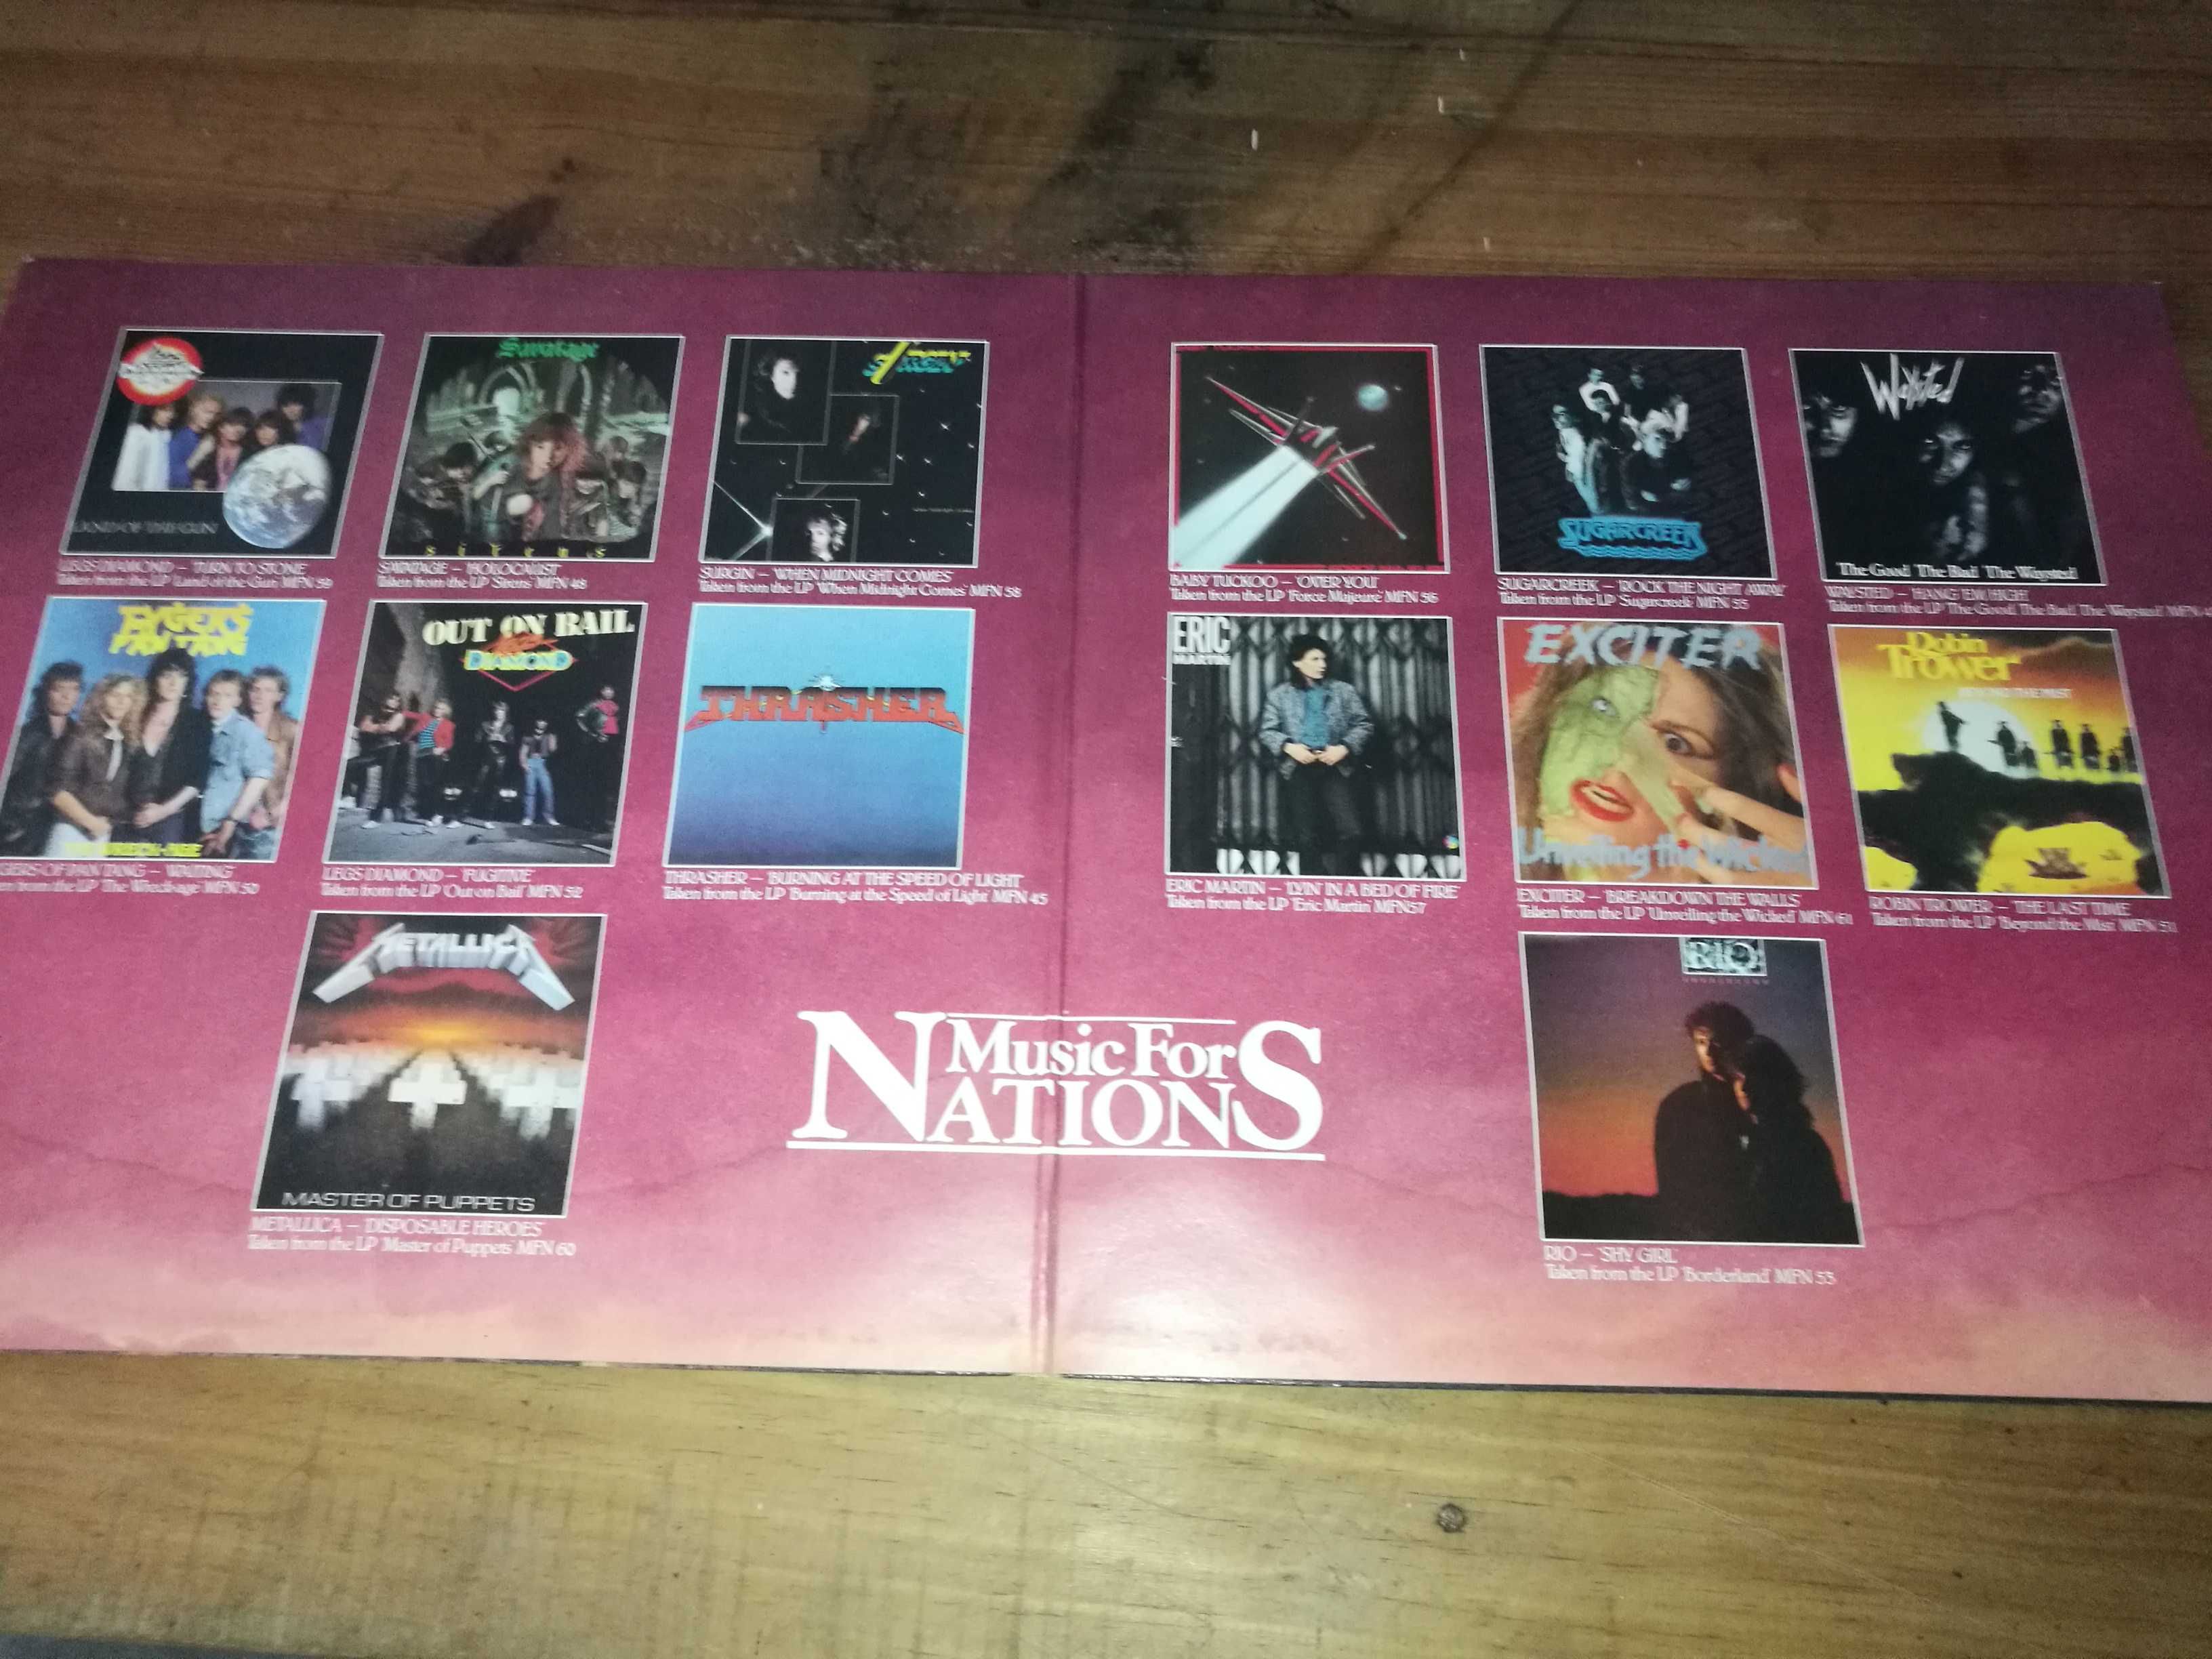 LAND OF THE GUN
LEGS DIAMOND – 'TURN TO STONE'
Taken from the LP 'Land of the Gun' MFN 59
Savatage
sirens
SAVATAGE – 'HOLOCAUST'
Taken from the LP 'Sirens' MFN 48
SURGIN – 'WHEN MIDNIGHT COMES'
Taken from the LP 'When Midnight Comes' MFN 58
BABY TUCKOO – 'OVER YOU'
Taken from the LP 'Force Majeure' MFN 56
SUGARCREEK
SUGARCREEK – 'ROCK THE NIGHT AWAY'
Taken from the LP 'Sugarcreek' MFN 55
Waysted
The Good The Bad The Waysted
WAYSTED – 'HANG 'EM HIGH'
Taken from the LP 'The Good The Bad The Waysted' MFN
TYGERS
PAN TANG
GERS OF PAN TANG – 'WAITING'
en from the LP 'The Wreck-age' MFN 50
OUT ON BAIL
DIAMOND
LEGS DIAMOND – 'FUGITIVE'
Taken from the LP 'Out on Bail' MFN 52
THRASHER
THRASHER – 'BURNING AT THE SPEED OF LIGHT'
Taken from the LP 'Burning at the Speed of Light' MFN 45
ERIC
MARTIN
ERIC MARTIN – 'LYIN' IN A BED OF FIRE'
Taken from the LP 'Eric Martin' MFN57
EXCITER
Unveiling the Wicked
EXCITER – 'BREAKDOWN THE WALLS'
Taken from the LP 'Unveiling the Wicked' MFN 61
Robin
Trower
BEYOND THE MIST
ROBIN TROWER – 'THE LAST TIME'
Taken from the LP 'Beyond the Mist' MFN 51
METALLICA
MASTER OF PUPPETS
METALLICA – 'DISPOSABLE HEROES'
Taken from the LP 'Master of Puppets' MFN 60
Music For
NATIONS
RIO
RIO – 'SHY GIRL'
Taken from the LP 'Borderland' MFN 53